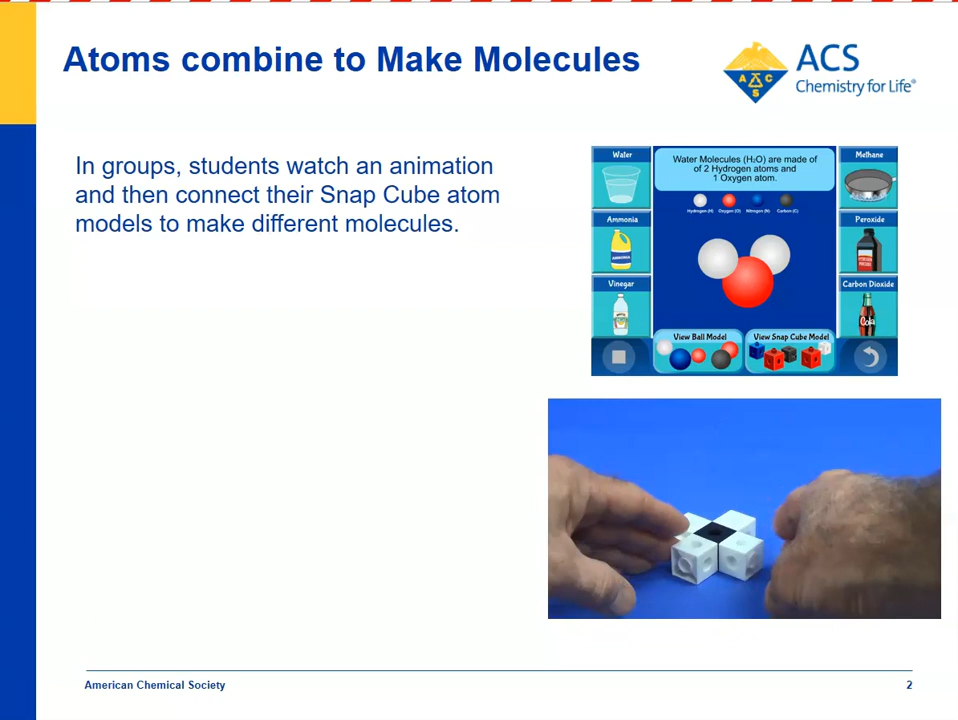 Atoms combine to Make Molecules
ACS
Chemistry for Life®
A C S
In groups, students watch an animation
and then connect their Snap Cube atom
models to make different molecules.
Water
Water Molecules (H₂O) are made of
of 2 Hydrogen atoms and
1 Oxygen atom.
Methane
Hydrogen (H) Oxygen (O) Nitrogen (N) Carbon (C)
Ammonia
AMMONIA
Peroxide
Vinegar
Carbon Dioxide
Cola
View Ball Model
View Snap Cube Model
American Chemical Society
2